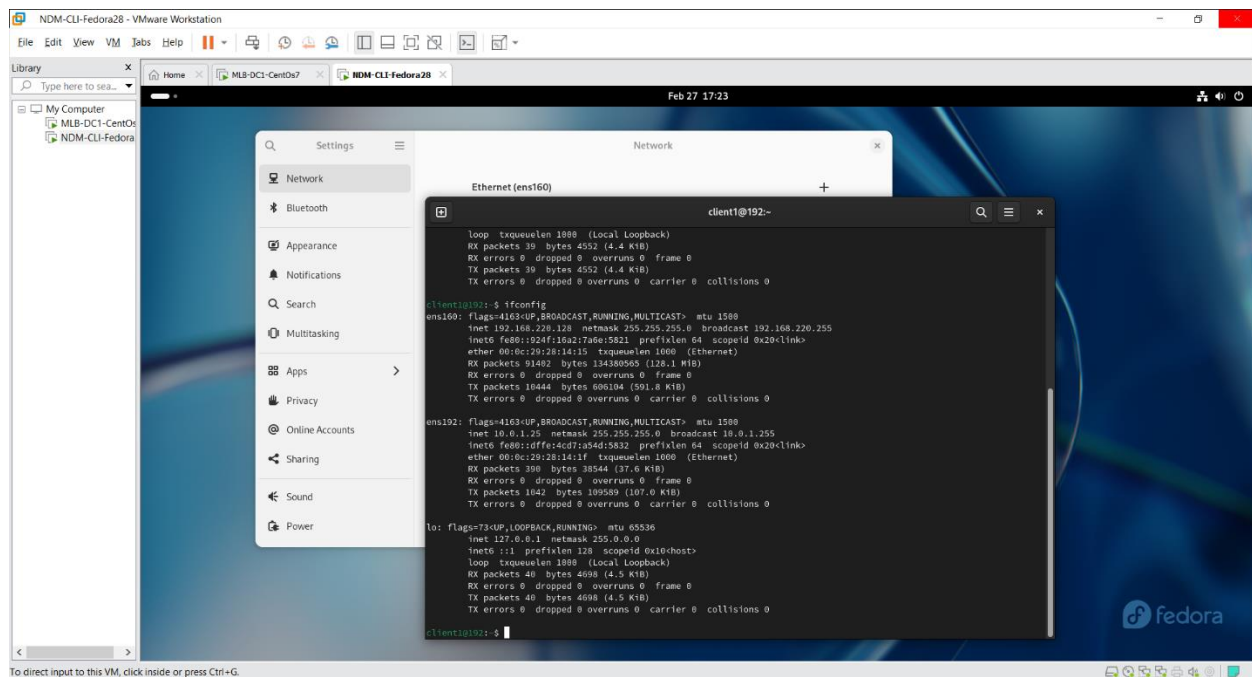 NDM-CLI-Fedora28 - VMware Workstation
File Edit View VM Tabs Help
Library
Type here to sea...
My Computer
MLB-DC1-CentOs
NDM-CLI-Fedora
Home
MLB-DC1-CentOs7
NDM-CLI-Fedora28
Feb 27 17:23
Settings
Network
Network
Bluetooth
Appearance
Notifications
Search
Multitasking
Apps
Privacy
Online Accounts
Sharing
Sound
Power
Ethernet (ens160)
client1@192:~
loop txqueuelen 1000 (Local Loopback)
RX packets 39 bytes 4552 (4.4 KiB)
RX errors 0 dropped 0 overruns 0 frame 0
TX packets 39 bytes 4552 (4.4 KiB)
TX errors 0 dropped 0 overruns 0 carrier 0 collisions 0
client1@192:~$ ifconfig
ens160: flags=4163<UP,BROADCAST,RUNNING,MULTICAST> mtu 1500
inet 192.168.220.128 netmask 255.255.255.0 broadcast 192.168.220.255
inet6 fe80::924f:16a2:7a6e:5821 prefixlen 64 scopeid 0x20<link>
ether 00:0c:29:28:14:15 txqueuelen 1000 (Ethernet)
RX packets 91402 bytes 134380565 (128.1 MiB)
RX errors 0 dropped 0 overruns 0 frame 0
TX packets 10444 bytes 606104 (591.8 KiB)
TX errors 0 dropped 0 overruns 0 carrier 0 collisions 0
ens192: flags=4163<UP,BROADCAST,RUNNING,MULTICAST> mtu 1500
inet 10.0.1.25 netmask 255.255.255.0 broadcast 10.0.1.255
inet6 fe80::dffe:4cd7:a54d:5832 prefixlen 64 scopeid 0x20<link>
ether 00:0c:29:28:14:1f txqueuelen 1000 (Ethernet)
RX packets 390 bytes 38544 (37.6 KiB)
RX errors 0 dropped 0 overruns 0 frame 0
TX packets 1042 bytes 109589 (107.0 KiB)
TX errors 0 dropped 0 overruns 0 carrier 0 collisions 0
lo: flags=73<UP,LOOPBACK,RUNNING> mtu 65536
inet 127.0.0.1 netmask 255.0.0.0
inet6 ::1 prefixlen 128 scopeid 0x10<host>
loop txqueuelen 1000 (Local Loopback)
RX packets 40 bytes 4698 (4.5 KiB)
RX errors 0 dropped 0 overruns 0 frame 0
TX packets 40 bytes 4698 (4.5 KiB)
TX errors 0 dropped 0 overruns 0 carrier 0 collisions 0
client1@192:~$
fedora
To direct input to this VM, click inside or press Ctrl+G.